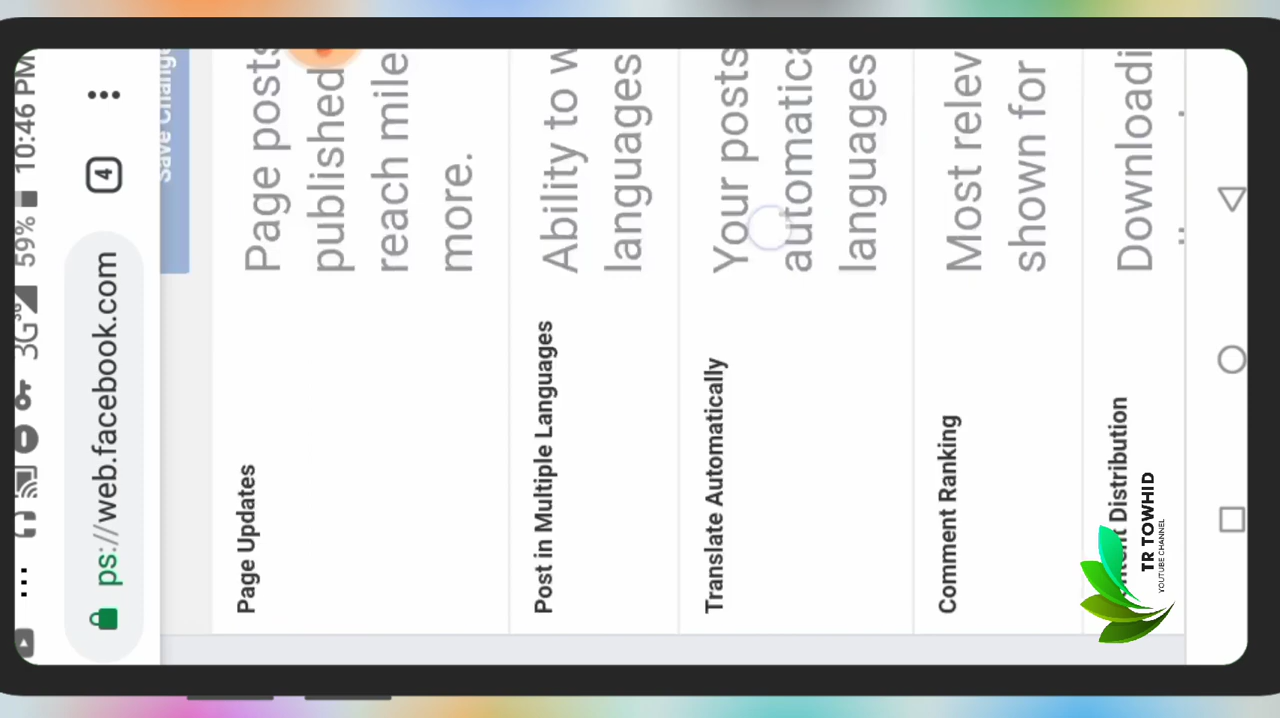 3G 59% 10:46 PM
ps://web.facebook.com
4
Save Change
Page Updates
Page posts
published
reach mile
more.
Post in Multiple Languages
Ability to w
languages
Translate Automatically
Your posts
automatica
languages
Comment Ranking
Most relev
shown for
Distribution
Downloadi
TR TOWHID
YOUTUBE CHANNEL